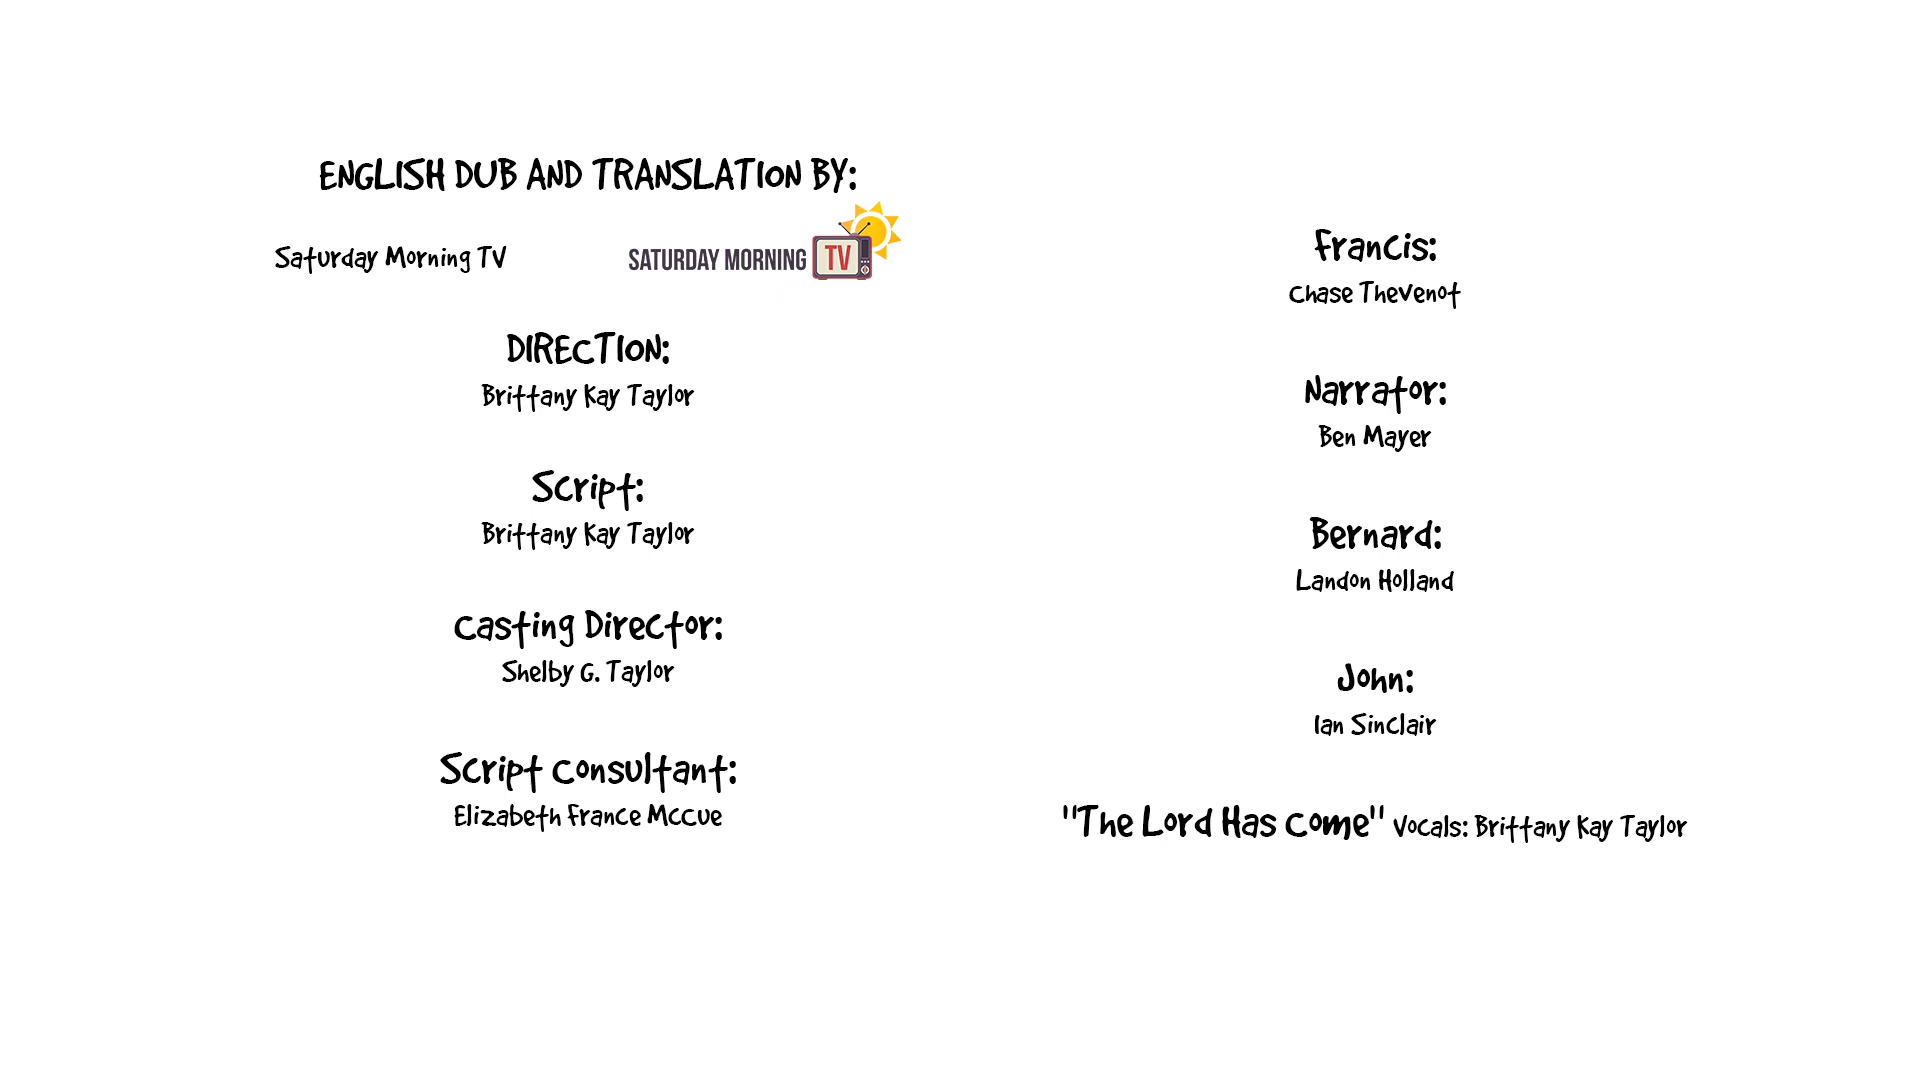 ENGLISH DUB AND TRANSLATION BY:
Saturday Morning TV
SATURDAY MORNING TV
DIRECTION:
Brittany Kay Taylor
Script:
Brittany Kay Taylor
Casting Director:
Shelby G. Taylor
Script Consultant:
Elizabeth France McCue
Francis:
Chase Thevenot
Narrator:
Ben Mayer
Bernard:
Landon Holland
John:
Ian Sinclair
"The Lord Has Come" Vocals: Brittany Kay Taylor